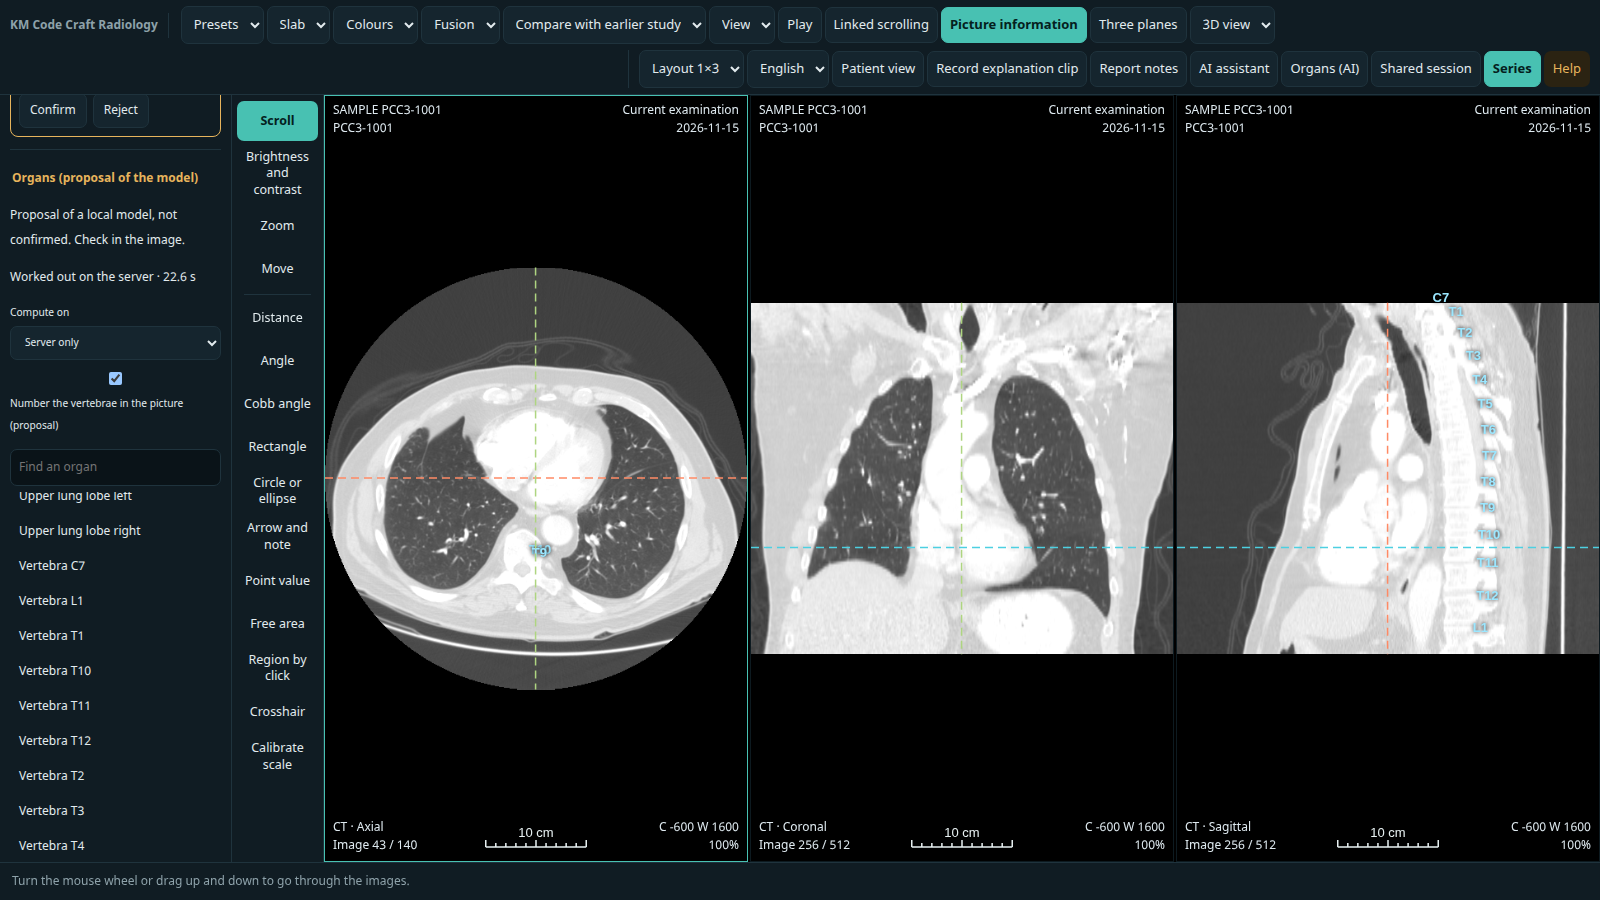 KM Code Craft Radiology
Presets
Slab
Colours
Fusion
Compare with earlier study
View
Play
Linked scrolling
Picture information
Three planes
3D view
Layout 1×3
English
Patient view
Record explanation clip
Report notes
AI assistant
Organs (AI)
Shared session
Series
Help
Confirm
Reject
Organs (proposal of the model)
Proposal of a local model, not
confirmed. Check in the image.
Worked out on the server · 22.6 s
Compute on
Server only
Number the vertebrae in the picture
(proposal)
Find an organ
Upper lung lobe left
Upper lung lobe right
Vertebra C7
Vertebra L1
Vertebra T1
Vertebra T10
Vertebra T11
Vertebra T12
Vertebra T2
Vertebra T3
Vertebra T4
Scroll
Brightness
and
contrast
Zoom
Move
Distance
Angle
Cobb angle
Rectangle
Circle or
ellipse
Arrow and
note
Point value
Free area
Region by
click
Crosshair
Calibrate
scale
SAMPLE PCC3-1001
PCC3-1001
Current examination
2026-11-15
CT · Axial
Image 43 / 140
10 cm
C -600 W 1600
100%
SAMPLE PCC3-1001
PCC3-1001
Current examination
2026-11-15
CT · Coronal
Image 256 / 512
10 cm
C -600 W 1600
100%
SAMPLE PCC3-1001
PCC3-1001
Current examination
2026-11-15
C7
T1
T2
T3
T4
T5
T6
T7
T8
T9
T10
T11
T12
L1
CT · Sagittal
Image 256 / 512
10 cm
C -600 W 1600
100%
Turn the mouse wheel or drag up and down to go through the images.